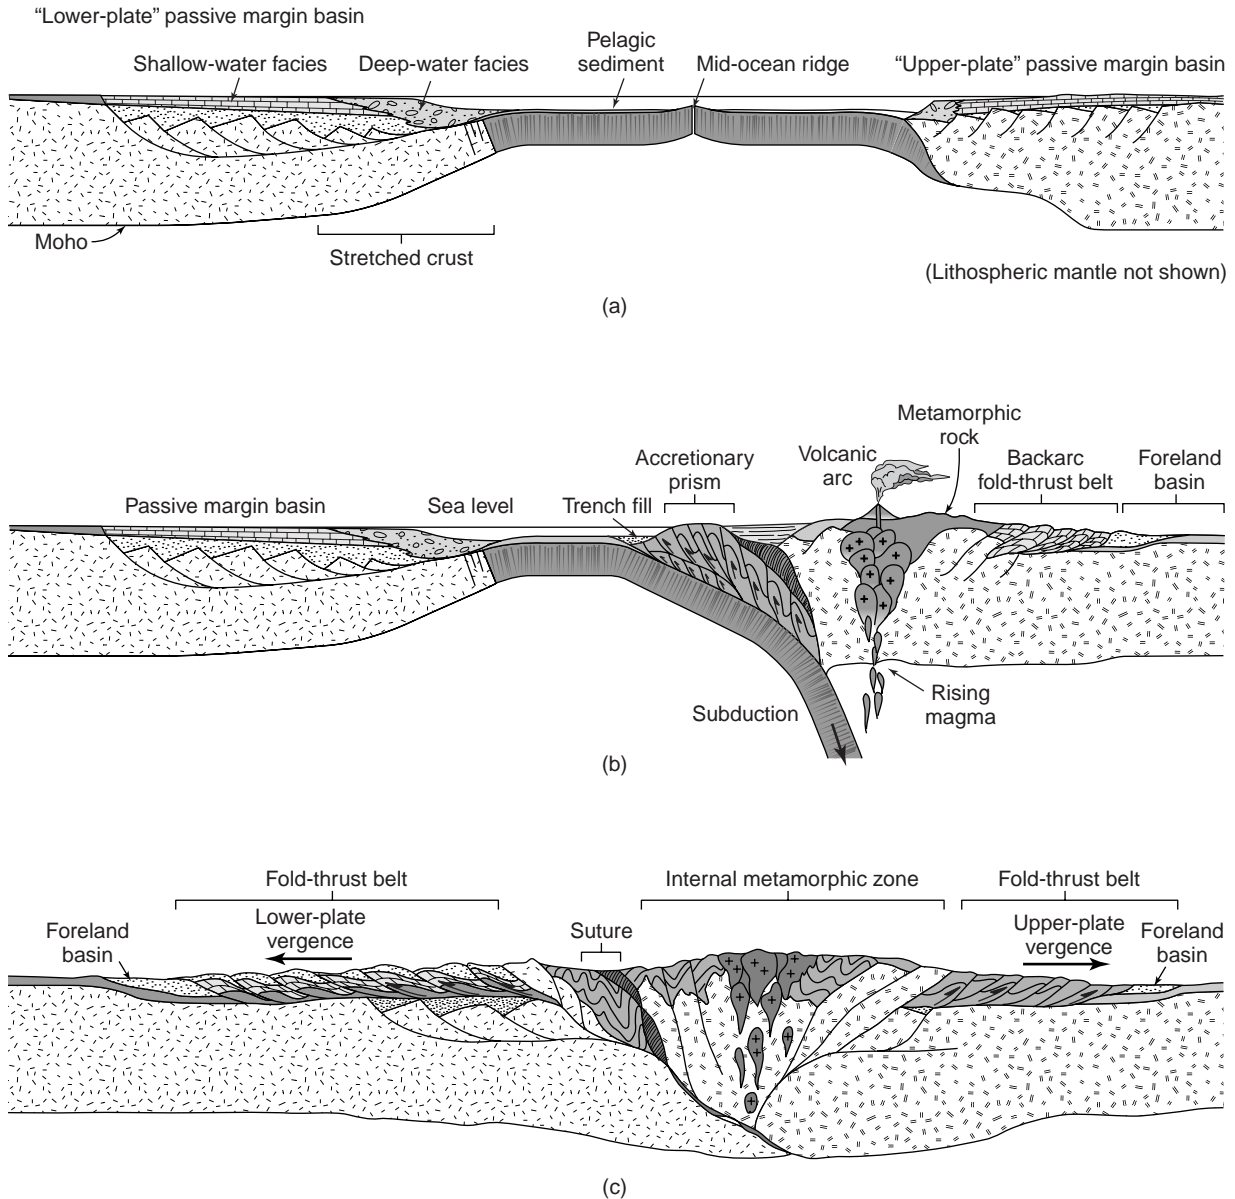 “Lower-plate” passive margin basin
Shallow-water facies
Deep-water facies
Pelagic
sediment
Mid-ocean ridge
“Upper-plate” passive margin basin
Moho
Stretched crust
(Lithospheric mantle not shown)
(a)
Passive margin basin
Sea level
Trench fill
Accretionary
prism
Volcanic
arc
Metamorphic
rock
Backarc
fold-thrust belt
Foreland
basin
Subduction
Rising
magma
(b)
Fold-thrust belt
Internal metamorphic zone
Fold-thrust belt
Foreland
basin
Lower-plate
vergence
Suture
Upper-plate
vergence
Foreland
basin
(c)